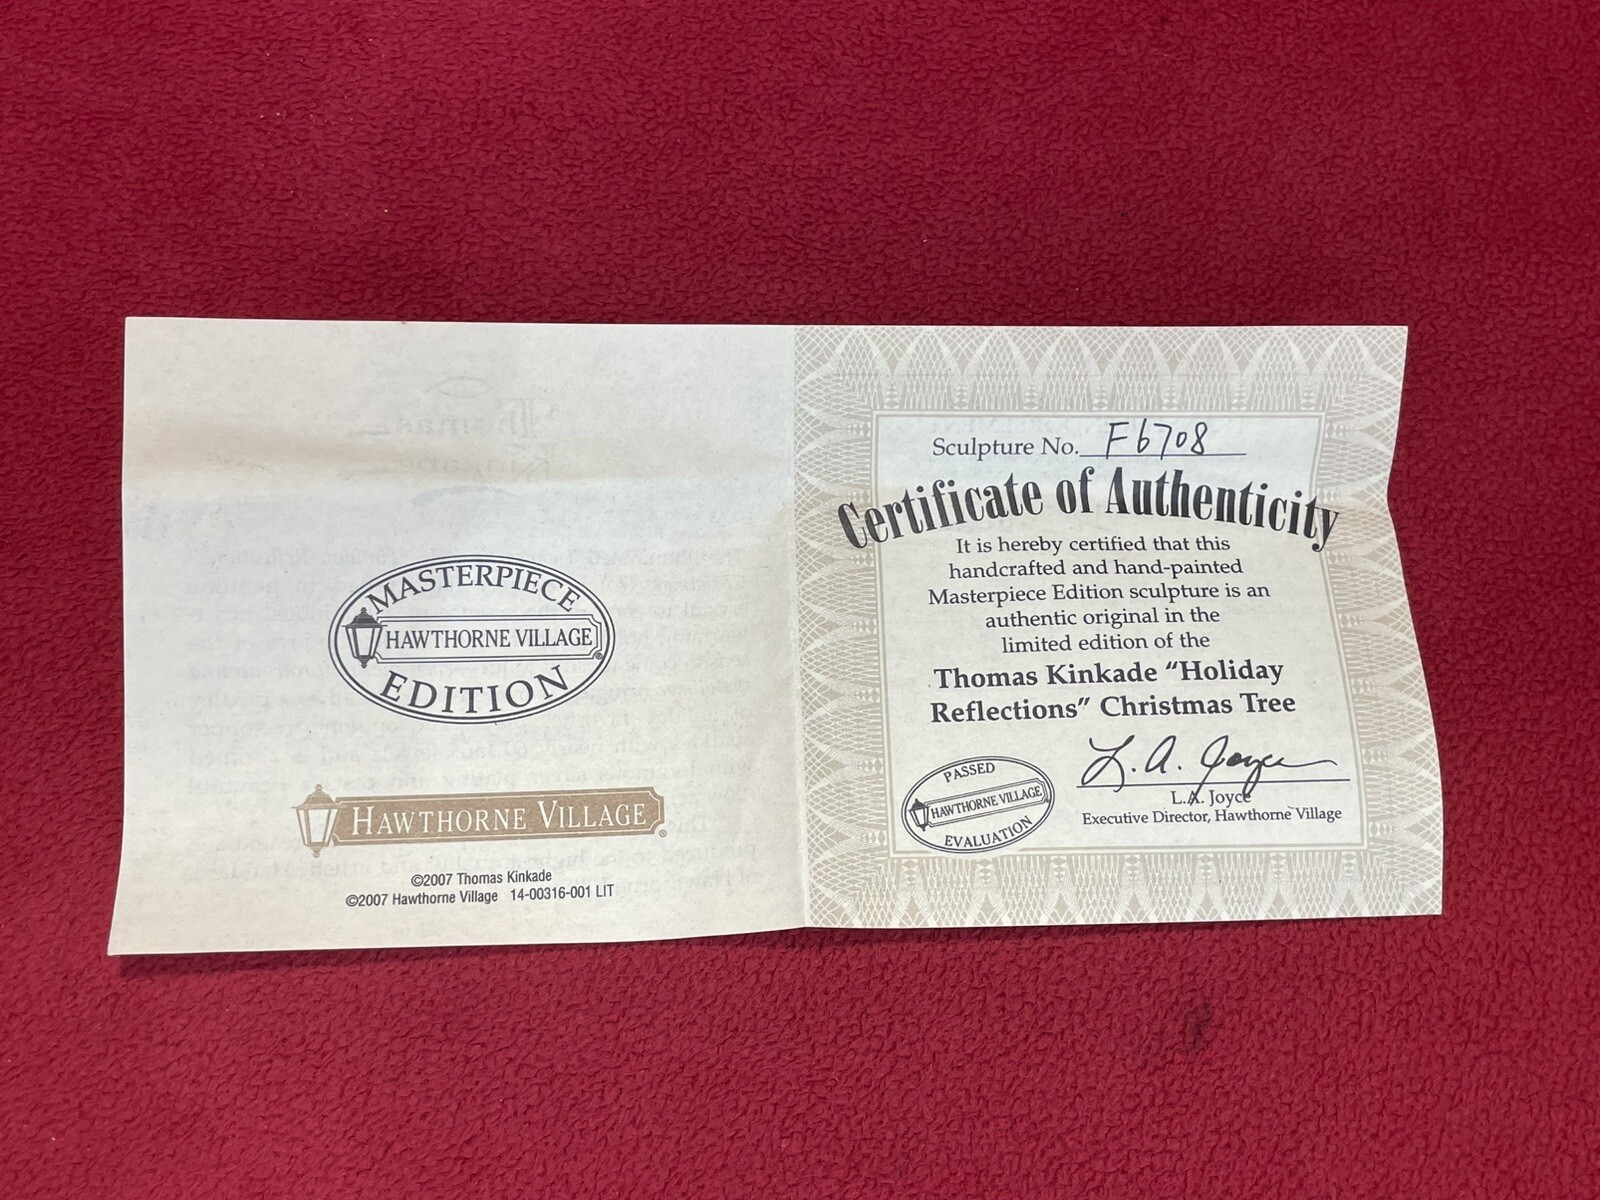 MASTERPIECE
HAWTHORNE VILLAGE®
EDITION
HAWTHORNE VILLAGE®
©2007 Thomas Kinkade
©2007 Hawthorne Village 14-00316-001 LIT
Sculpture No. F6708
Certificate of Authenticity
It is hereby certified that this
handcrafted and hand-painted
Masterpiece Edition sculpture is an
authentic original in the
limited edition of the
Thomas Kinkade “Holiday
Reflections” Christmas Tree
PASSED
HAWTHORNE VILLAGE
EVALUATION
L. A. Joyce
L.A. Joyce
Executive Director, Hawthorne Village